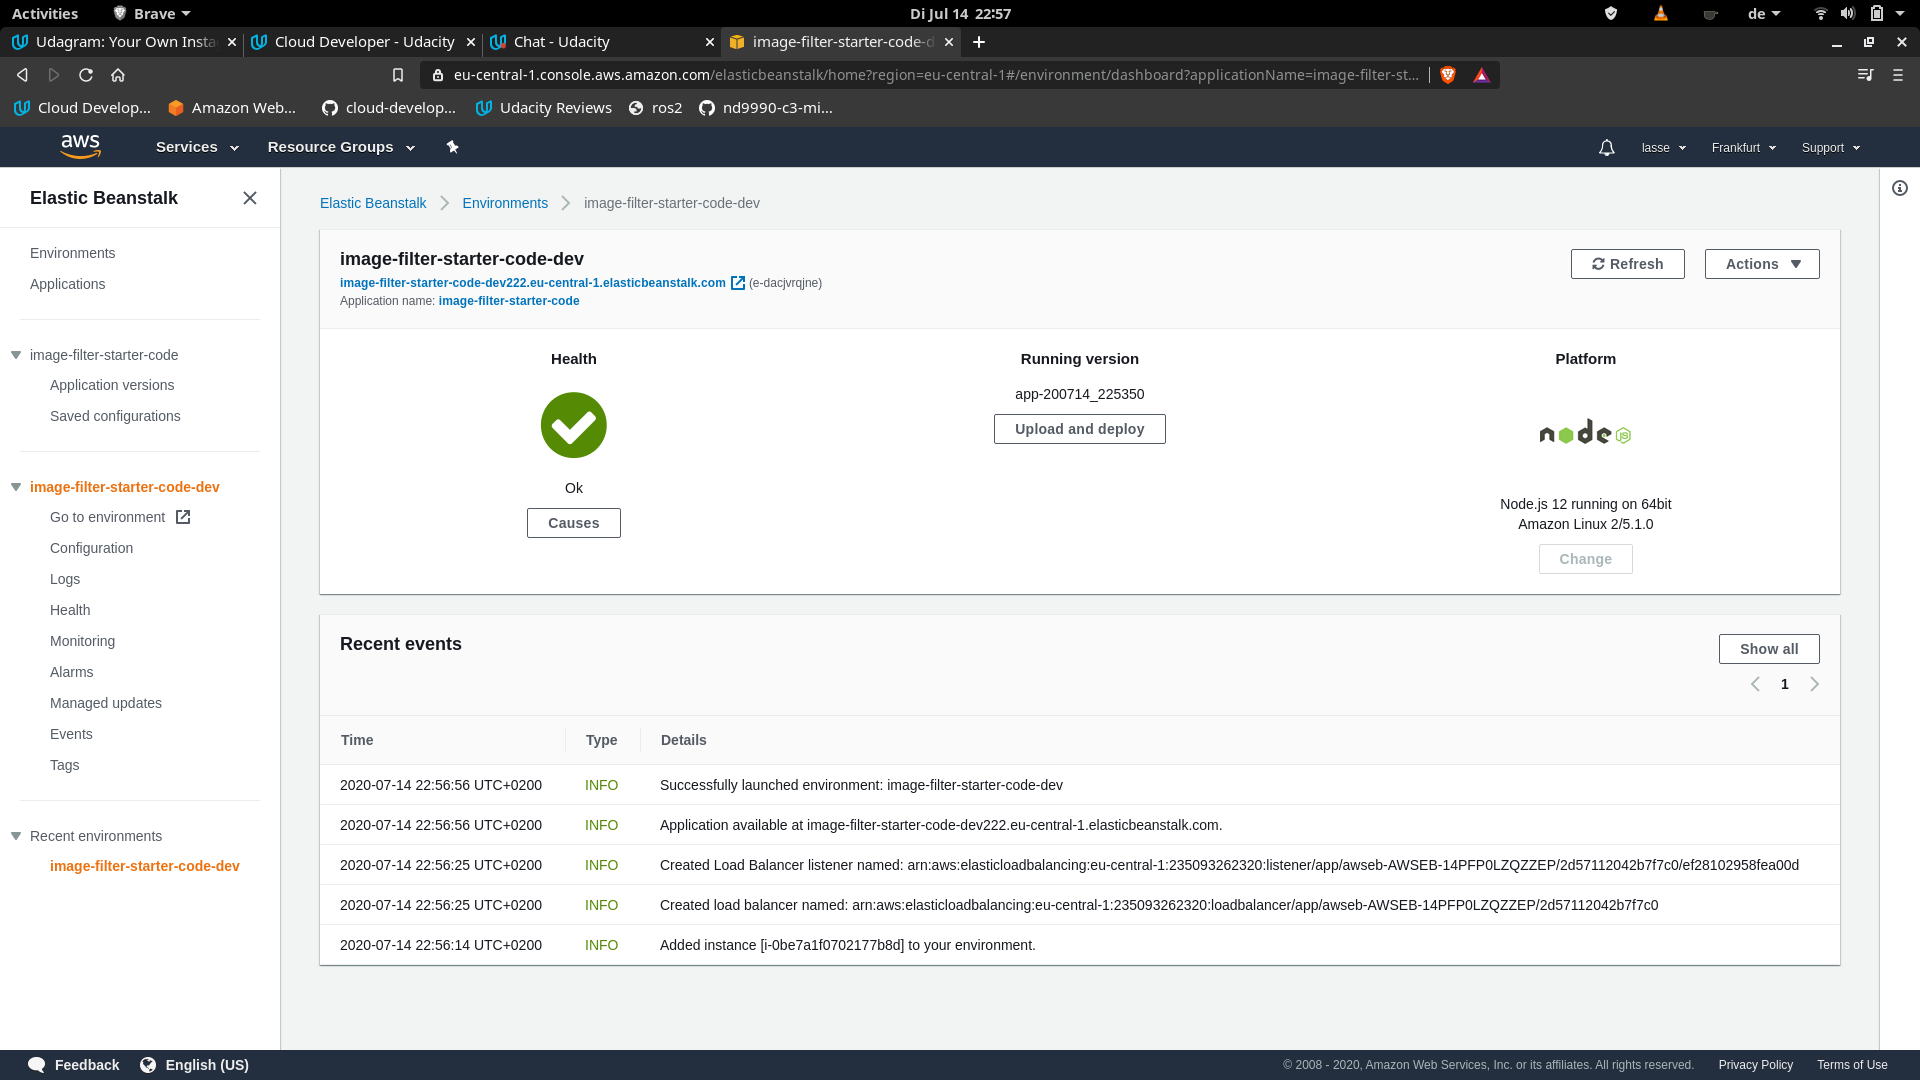 Activities
Brave
Di Jul 14 22:57
de
Udagram: Your Own Insta
Cloud Developer - Udacity
Chat - Udacity
image-filter-starter-code-d
eu-central-1.console.aws.amazon.com/elasticbeanstalk/home?region=eu-central-1#/environment/dashboard?applicationName=image-filter-st...
Cloud Develop...
Amazon Web...
cloud-develop...
Udacity Reviews
ros2
nd9990-c3-mi...
aws
Services
Resource Groups
lasse
Frankfurt
Support
Elastic Beanstalk
Environments
Applications
image-filter-starter-code
Application versions
Saved configurations
image-filter-starter-code-dev
Go to environment
Configuration
Logs
Health
Monitoring
Alarms
Managed updates
Events
Tags
Recent environments
image-filter-starter-code-dev
Elastic Beanstalk
Environments
image-filter-starter-code-dev
image-filter-starter-code-dev
image-filter-starter-code-dev222.eu-central-1.elasticbeanstalk.com (e-dacjvrqjne)
Application name: image-filter-starter-code
Refresh
Actions
Health
Ok
Causes
Running version
app-200714_225350
Upload and deploy
Platform
node JS
Node.js 12 running on 64bit
Amazon Linux 2/5.1.0
Change
Recent events
Show all
1
Time Type Details
2020-07-14 22:56:56 UTC+0200 INFO Successfully launched environment: image-filter-starter-code-dev
2020-07-14 22:56:56 UTC+0200 INFO Application available at image-filter-starter-code-dev222.eu-central-1.elasticbeanstalk.com.
2020-07-14 22:56:25 UTC+0200 INFO Created Load Balancer listener named: arn:aws:elasticloadbalancing:eu-central-1:235093262320:listener/app/awseb-AWSEB-14PFP0LZQZZEP/2d57112042b7f7c0/ef28102958fea00d
2020-07-14 22:56:25 UTC+0200 INFO Created load balancer named: arn:aws:elasticloadbalancing:eu-central-1:235093262320:loadbalancer/app/awseb-AWSEB-14PFP0LZQZZEP/2d57112042b7f7c0
2020-07-14 22:56:14 UTC+0200 INFO Added instance [i-0be7a1f0702177b8d] to your environment.
Feedback
English (US)
© 2008 - 2020, Amazon Web Services, Inc. or its affiliates. All rights reserved.
Privacy Policy
Terms of Use